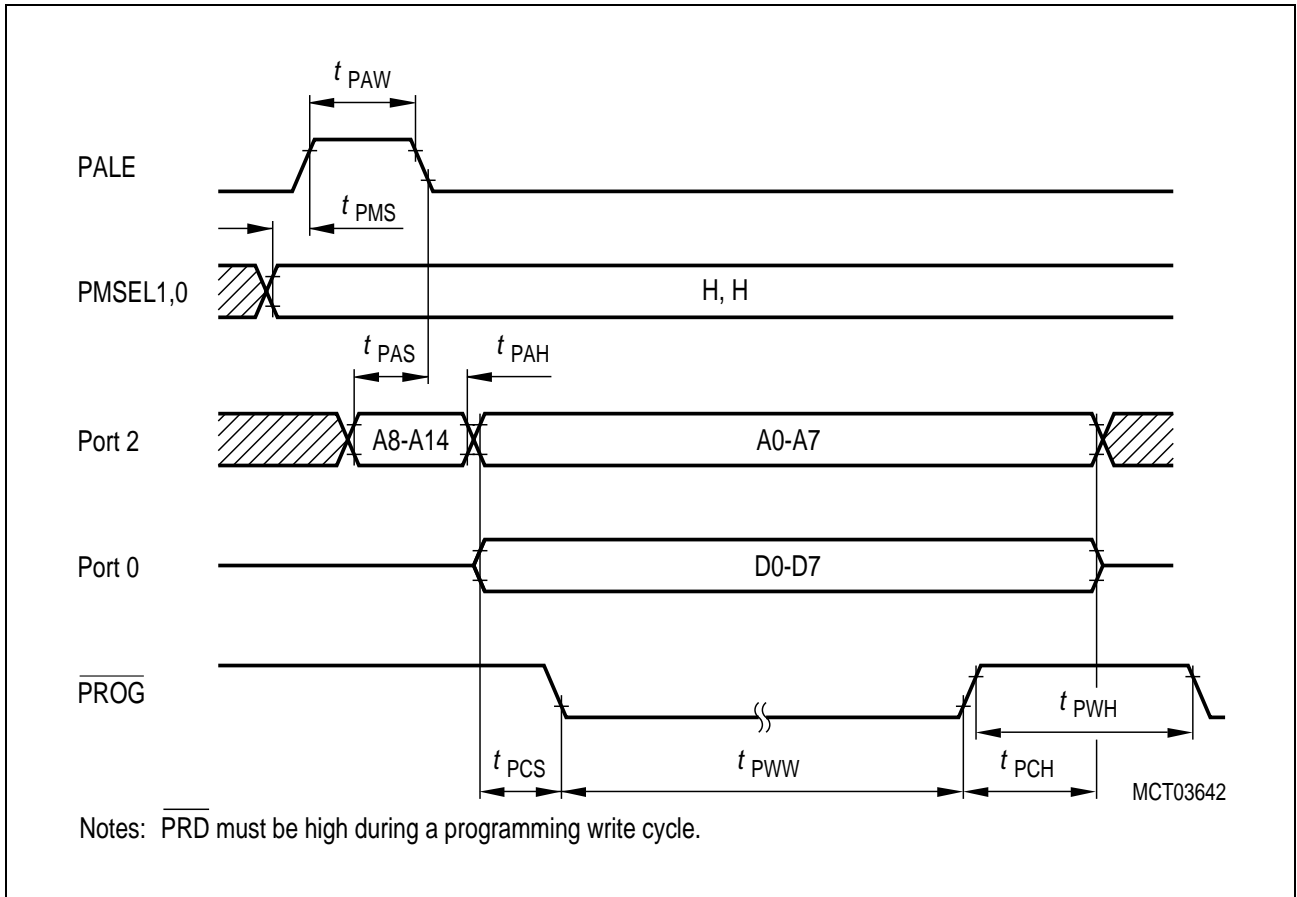 t PAW
PALE
t PMS
PMSEL1,0
H, H
t PAS
t PAH
Port 2
A8-A14
A0-A7
Port 0
D0-D7
PROG
t PWH
t PCS
t PWW
t PCH
MCT03642
Notes: PRD must be high during a programming write cycle.